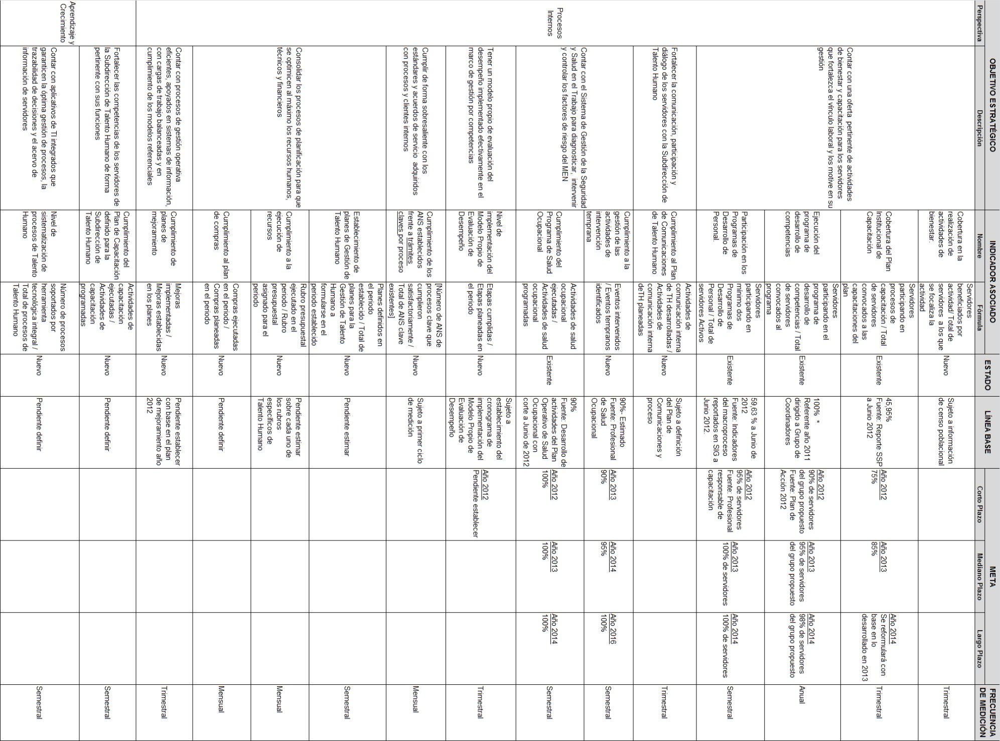 OBJETIVO ESTRATÉGICO
INDICADOR ASOCIADO
ESTADO
LÍNEA BASE
META
FRECUENCIA
DE MEDICIÓN
Perspectiva
Descripción
Nombre
Fórmula
Corto Plazo
Mediano Plazo
Largo Plazo
Procesos
Internos
Contar con una oferta pertinente de actividades
de bienestar y capacitación para los servidores
que fortalezca el vínculo laboral y los motive en su
gestión
Cobertura en la
realización de
actividades de
bienestar.
Servidores
beneficiados por
actividad/ Total de
servidores a los que
se focaliza la
actividad
Nuevo
Sujeto a información
de censo poblacional
Trimestral
Cobertura del Plan
Institucional de
Capacitación
Servidores
participando en
procesos de
capacitación / Total
de servidores
convocados a las
capacitaciones del
plan
Existente
45,95%
Fuente: Reporte SSP
a Junio 2012
Año 2012
75%
Año 2013
85%
Año 2014
Se reformulará con
base en lo
desarrollado en 2013
Trimestral
Ejecución del
programa de
desarrollo de
competencias
Servidores
participando en el
programa de
desarrollo de
competencias / Total
de servidores
convocados al
programa
Existente
100% *
Referente año 2011
dirigido a Grupo de
Coordinadores
Año 2012
90% de servidores
del grupo propuesto
Fuente: Plan de
Acción 2012
Año 2013
95% de servidores
del grupo propuesto
Año 2014
98% de servidores
del grupo propuesto
Anual
Participación en los
Programas de
Desarrollo de
Personal.
Servidores
participando en
mínimo dos
Programas de
Desarrollo de
Personal / Total de
servidores Activos
Existente
59,63 % a Junio de
2012
Fuente: Indicadores
del macroproceso
reportados en SIG a
Junio 2012.
Año 2012
95% de servidores
Fuente: Profesional
responsable de
capacitación
Año 2013
100% de servidores
Año 2014
100% de servidores
Semestral
Fortalecer la comunicación, participación y
diálogo de los servidores con la Subdirección de
Talento Humano
Cumplimiento al Plan
de Comunicaciones
de Talento Humano
Actividades de
comunicación interna
de TH desarrolladas /
Actividades de
comunicación interna
deTH planeadas
Nuevo
Sujeto a definición
del Plan de
Comunicaciones y
proceso
Trimestral
Contar con el Sistema de Gestión de la Seguridad
y Salud en el Trabajo para diagnosticar, intervenir
y controlar los factores de riesgo del MEN
Cumplimiento a la
gestión de las
actividades de
intervención
temprana
Eventos intervenidos
/ Eventos tempranos
identificados
Nuevo
90%- Estimado
Fuente: Profesional
de Salud
Ocupacional
Año 2013
90%
Año 2014
95%
Año 2016
100%
Semestral
Cumplimiento del
Programa de Salud
Ocupacional
Actividades de salud
ocupacional
ejecutadas /
Actividades de salud
ocupacional
programadas
Existente
90%
Fuente: Desarrollo de
actividades del Plan
Operativo de Salud
Ocupacional con
corte a Junio de 2012
Año 2012
100%
Año 2013
100%
Año 2014
100%
Semestral
Tener un modelo propio de evaluación del
desempeño implementado efectivamente en el
marco de gestión por competencias
Nivel de
implementación del
Modelo Propio de
Evaluación de
Desempeño
Etapas cumplidas /
Etapas planeadas en
el periodo
Nuevo
Sujeto a
establecimiento del
cronograma de
implementación del
Modelo Propio de
Evaluación de
Desempeño
Año 2012
Pendiente establecer
Trimestral
Cumplir de forma sobresaliente con los
estándares y acuerdos de servicio adquiridos
con procesos y clientes internos
Cumplimiento de los
ANS establecidos
frente a trámites
claves por proceso
[Número de ANS de
procesos clave que
cumplieron
satisfactoriamente /
Total de ANS clave
existentes]
Nuevo
Sujeto a primer ciclo
de medición
Mensual
Consolidar los procesos de planificación para que
se optimicen al máximo los recursos humanos,
técnicos y financieros
Establecimiento de
planes de Gestión de
Talento Humano
Planes definidos en
el periodo
establecido / Total de
planes para la
Gestión de Talento
Humano a
formularse en el
periodo establecido
Nuevo
Pendiente estimar
Semestral
Cumplimiento a la
ejecución de
recursos
Rubro presupuestal
ejecutado en el
periodo / Rubro
presupuestal
asignado para el
periodo
Nuevo
Pendiente estimar
sobre cada uno de
los rubros
específicos de
Talento Humano
Mensual
Cumplimiento al plan
de compras
Compras ejecutadas
en el periodo /
Compras planeadas
en el periodo
Nuevo
Pendiente definir
Mensual
Contar con procesos de gestión operativa
eficientes, apoyados en sistemas de información,
con cargas de trabajo balanceadas y en
cumplimiento de los modelos referenciales
Cumplimiento de
planes de
mejoramiento
Mejoras
implementadas /
Mejoras establecidas
en los planes
Nuevo
Pendiente establecer
con base en el plan
de mejoramiento año
2012
Trimestral
Aprendizaje y
Crecimiento
Fortalecer las competencias de los servidores de
la Subdirección de Talento Humano de forma
pertinente con sus funciones
Cumplimiento del
Plan de Capacitación
definido para la
Subdirección de
Talento Humano
Actividades de
capacitación
ejecutadas /
Actividades de
capacitación
programadas
Nuevo
Pendiente definir
Semestral
Contar con aplicativos de TI integrados que
garanticen la óptima gestión de procesos, la
trazabilidad de decisiones y el acervo de
información de servidores
Nivel de
sistematización de
procesos de Talento
Humano
Número de procesos
soportados por
herramienta
tecnológica integral /
Total de procesos de
Talento Humano
Nuevo
Pendiente definir
Semestral